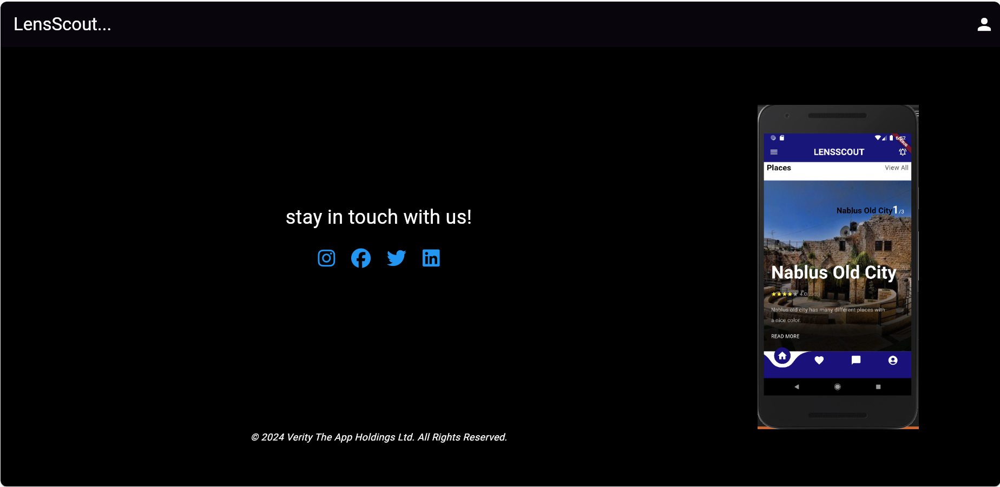 LensScout...
stay in touch with us!
© 2024 Verity The App Holdings Ltd. All Rights Reserved.
6:52
LENSSCOUT
Places View All
Nablus Old City 1/3
Nablus Old City
4.0
Nablus old city has many different places with
a nice color.
READ MORE